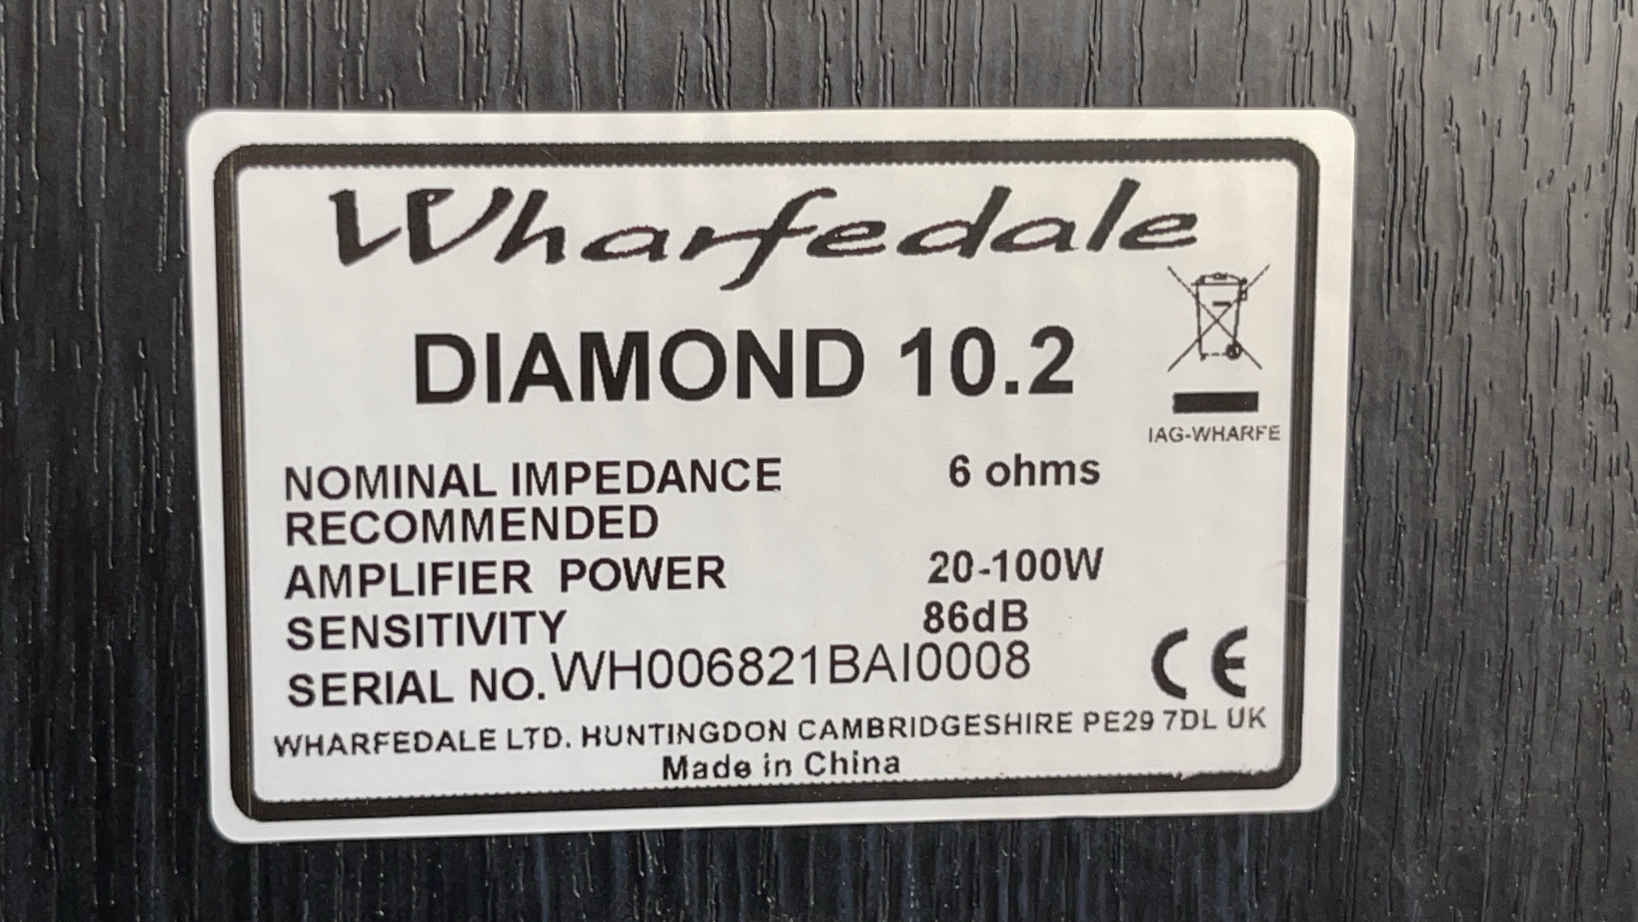 Wharfedale
DIAMOND 10.2
IAG-WHARFE
NOMINAL IMPEDANCE 6 ohms
RECOMMENDED
AMPLIFIER POWER 20-100W
SENSITIVITY 86dB
SERIAL NO. WH006821BAI0008
CE
WHARFEDALE LTD. HUNTINGDON CAMBRIDGESHIRE PE29 7DL UK
Made in China